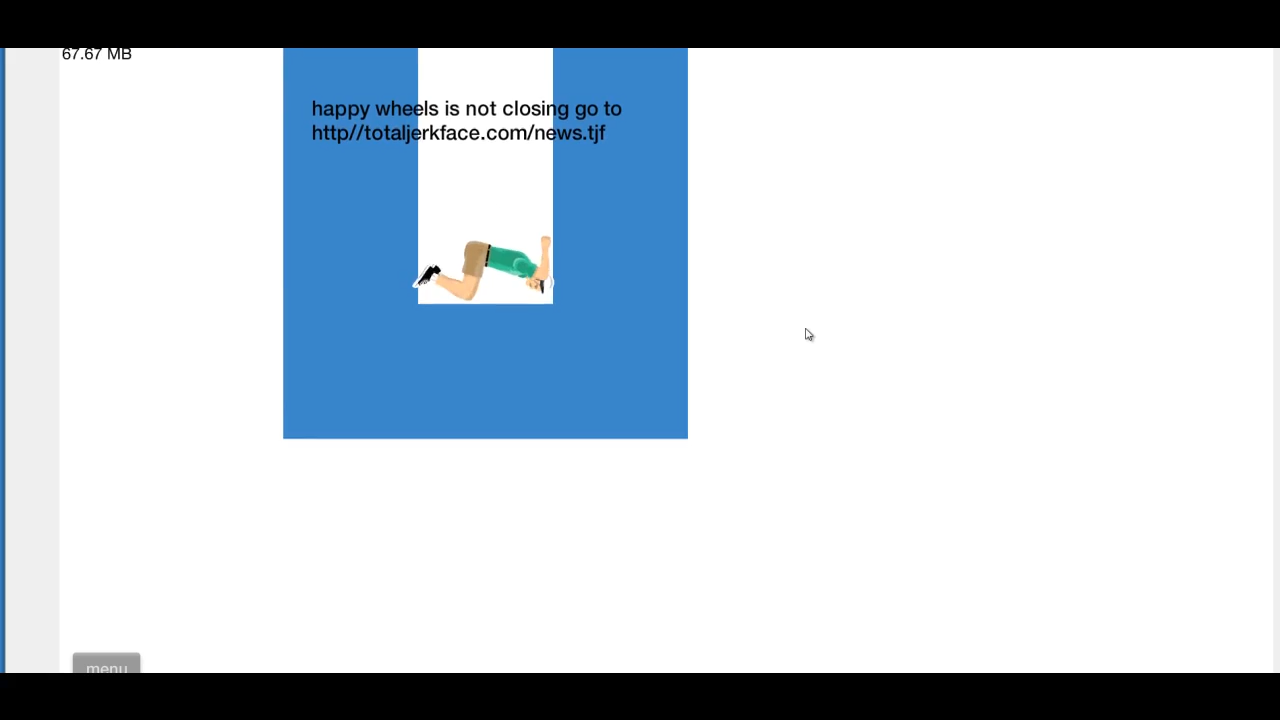 67.67 MB
happy wheels is not closing go to
http//totaljerkface.com/news.tjf
menu